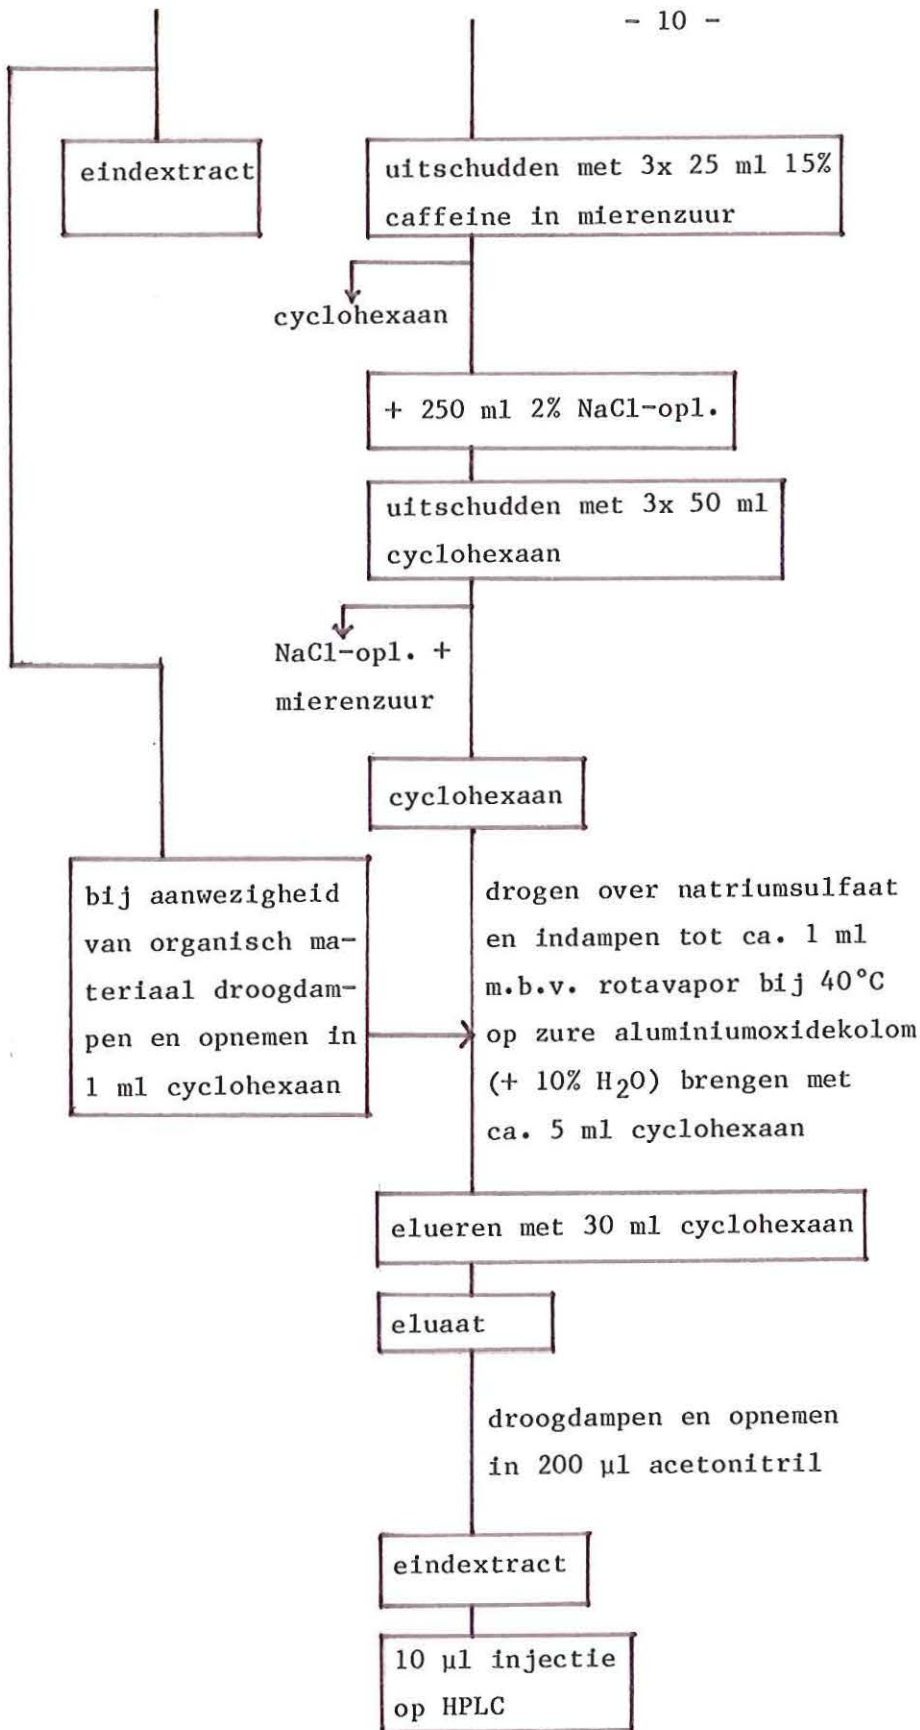 - 10 -
eindextract
uitschudden met 3x 25 ml 15%
caffeine in mierenzuur
cyclohexaan
+ 250 ml 2% NaCl-opl.
uitschudden met 3x 50 ml
cyclohexaan
NaCl-opl. +
mierenzuur
cyclohexaan
bij aanwezigheid
van organisch ma-
teriaal droogdam-
pen en opnemen in
1 ml cyclohexaan
drogen over natriumsulfaat
en indampen tot ca. 1 ml
m.b.v. rotavapor bij 40°C
op zure aluminiumoxidekolom
(+ 10% H₂O) brengen met
ca. 5 ml cyclohexaan
elueren met 30 ml cyclohexaan
eluaat
droogdampen en opnemen
in 200 µl acetonitril
eindextract
10 µl injectie
op HPLC